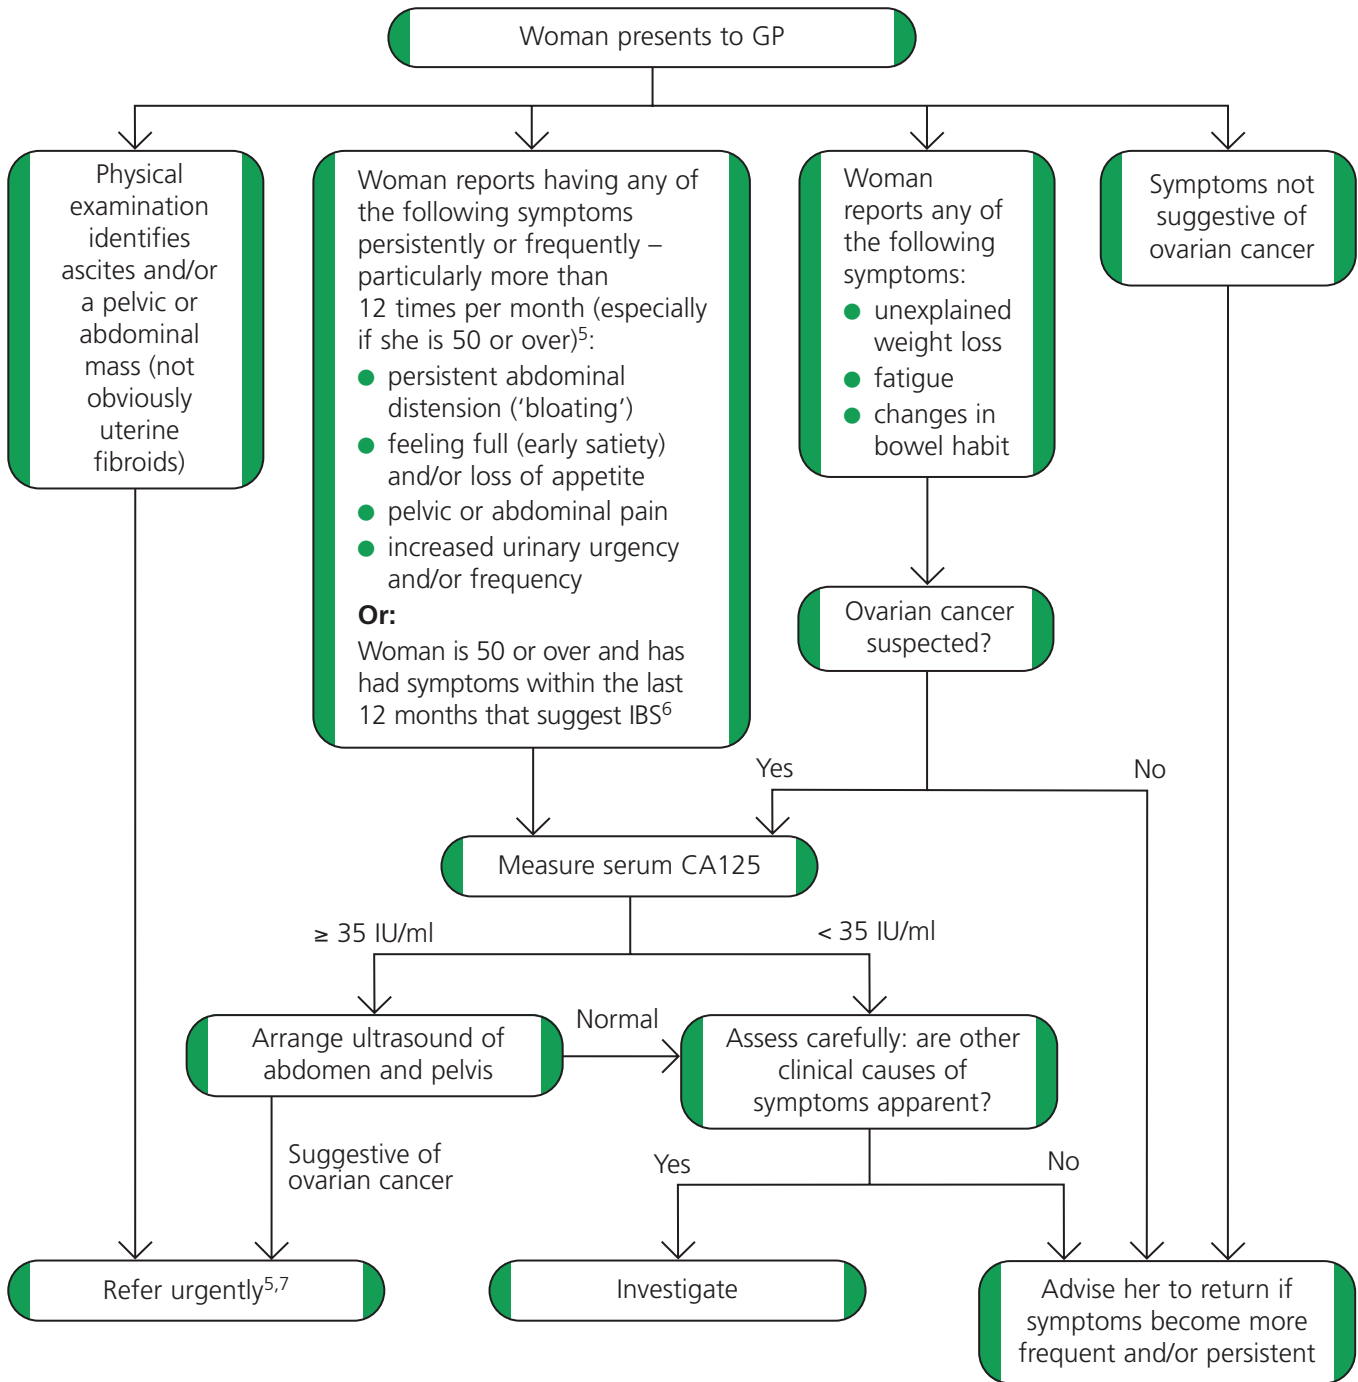 Woman presents to GP
Physical
examination
identifies
ascites and/or
a pelvic or
abdominal
mass (not
obviously
uterine
fibroids)
Woman reports having any of
the following symptoms
persistently or frequently –
particularly more than
12 times per month (especially
if she is 50 or over)5:
● persistent abdominal
distension (‘bloating’)
● feeling full (early satiety)
and/or loss of appetite
● pelvic or abdominal pain
● increased urinary urgency
and/or frequency
Or:
Woman is 50 or over and has
had symptoms within the last
12 months that suggest IBS6
Woman
reports any of
the following
symptoms:
● unexplained
weight loss
● fatigue
● changes in
bowel habit
Symptoms not
suggestive of
ovarian cancer
Ovarian cancer
suspected?
Yes
No
Measure serum CA125
≥ 35 IU/ml
< 35 IU/ml
Arrange ultrasound of
abdomen and pelvis
Normal
Assess carefully: are other
clinical causes of
symptoms apparent?
Suggestive of
ovarian cancer
Yes
No
Refer urgently5,7
Investigate
Advise her to return if
symptoms become more
frequent and/or persistent